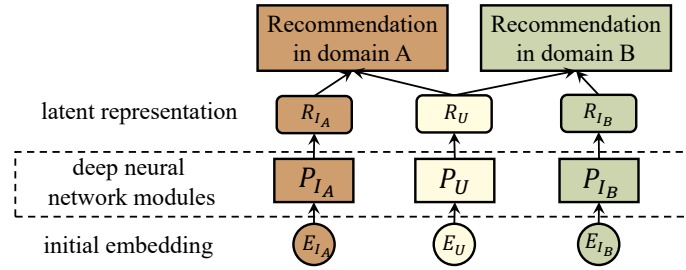 Recommendation
in domain A
Recommendation
in domain B
latent representation
R_{I_A}
R_U
R_{I_B}
deep neural
network modules
P_{I_A}
P_U
P_{I_B}
initial embedding
E_{I_A}
E_U
E_{I_B}